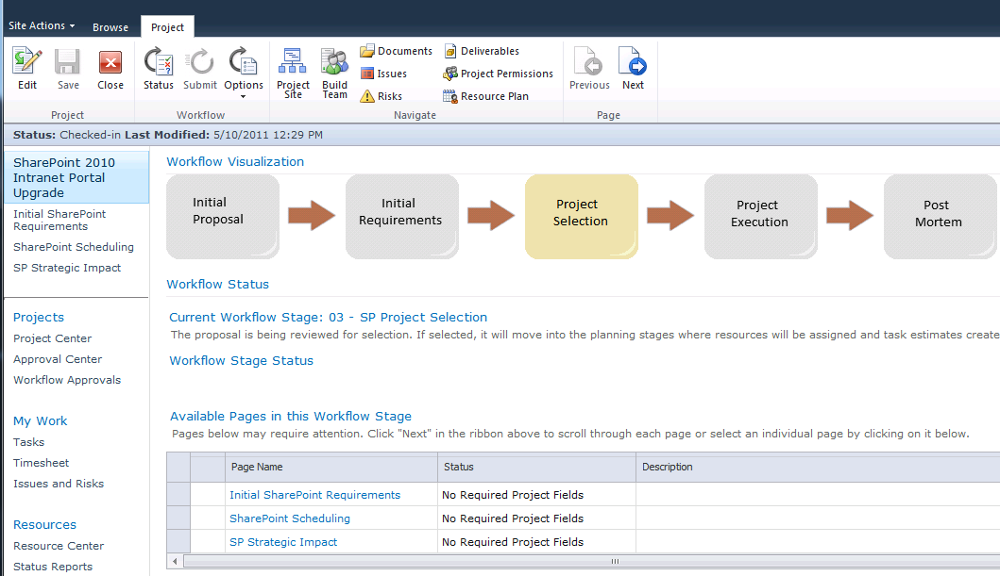 Site Actions
Browse
Project
Edit
Save
Close
Status
Submit
Options
Project Site
Build Team
Documents
Issues
Risks
Deliverables
Project Permissions
Resource Plan
Previous
Next
Project
Workflow
Navigate
Page
Status: Checked-in Last Modified: 5/10/2011 12:29 PM
SharePoint 2010
Intranet Portal
Upgrade
Initial SharePoint
Requirements
SharePoint Scheduling
SP Strategic Impact
Projects
Project Center
Approval Center
Workflow Approvals
My Work
Tasks
Timesheet
Issues and Risks
Resources
Resource Center
Status Reports
Workflow Visualization
Initial
Proposal
Initial
Requirements
Project
Selection
Project
Execution
Post
Mortem
Workflow Status
Current Workflow Stage: 03 - SP Project Selection
The proposal is being reviewed for selection. If selected, it will move into the planning stages where resources will be assigned and task estimates create
Workflow Stage Status
Available Pages in this Workflow Stage
Pages below may require attention. Click "Next" in the ribbon above to scroll through each page or select an individual page by clicking on it below.
Page Name Status Description
Initial SharePoint Requirements No Required Project Fields
SharePoint Scheduling No Required Project Fields
SP Strategic Impact No Required Project Fields